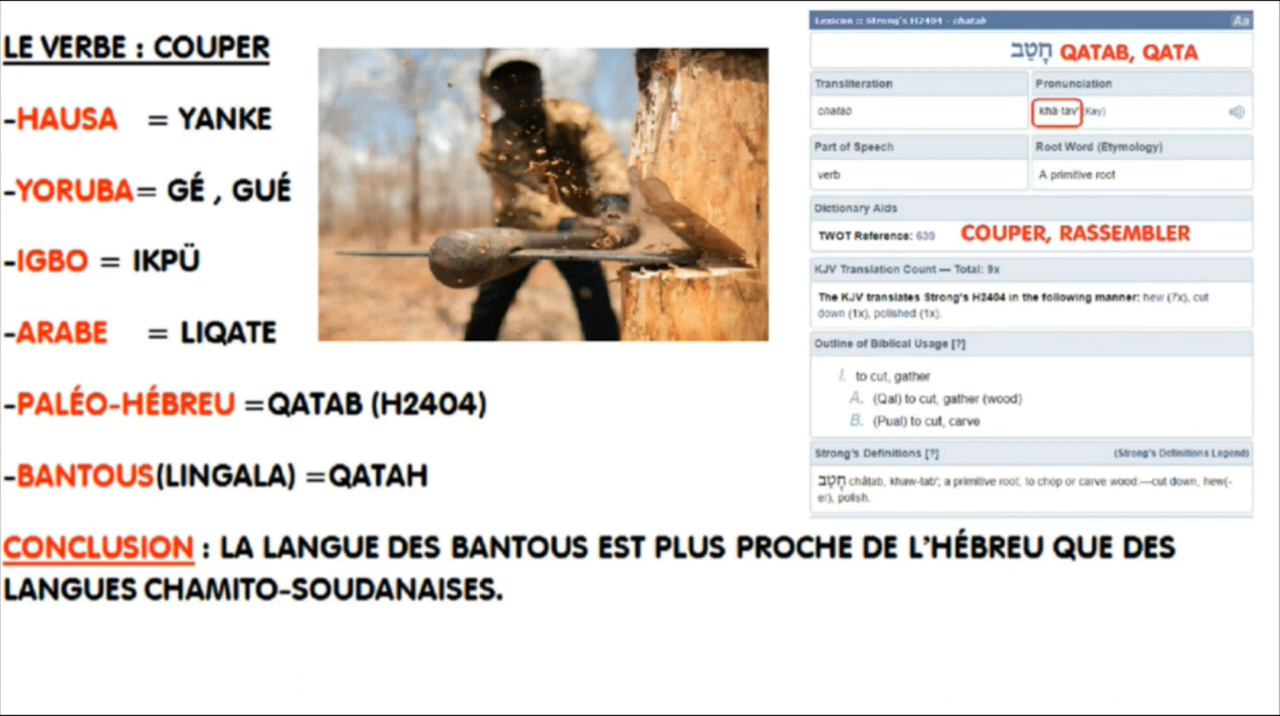 LE VERBE : COUPER
-HAUSA = YANKE
-YORUBA= GÉ , GUÉ
-IGBO = IKPÜ
-ARABE = LIQATE
-PALÉO-HÉBREU =QATAB (H2404)
-BANTOUS(LINGALA) =QATAH
CONCLUSION : LA LANGUE DES BANTOUS EST PLUS PROCHE DE L'HÉBREU QUE DES
LANGUES CHAMITO-SOUDANAISES.
Lexicon :: Strong's H2404 - chatab
Aa
חָטַב QATAB, QATA
Transliteration
Pronunciation
chatab
khä·tav' (Key)
Part of Speech
Root Word (Etymology)
verb
A primitive root
Dictionary Aids
TWOT Reference: 639
COUPER, RASSEMBLER
KJV Translation Count — Total: 9x
The KJV translates Strong's H2404 in the following manner: hew (7x), cut
down (1x), polished (1x).
Outline of Biblical Usage [?]
I. to cut, gather
A. (Qal) to cut, gather (wood)
B. (Pual) to cut, carve
Strong's Definitions [?]
(Strong's Definitions Legend)
חָטַב châṭab, khaw-tab'; a primitive root; to chop or carve wood:—cut down, hew(-
er), polish.